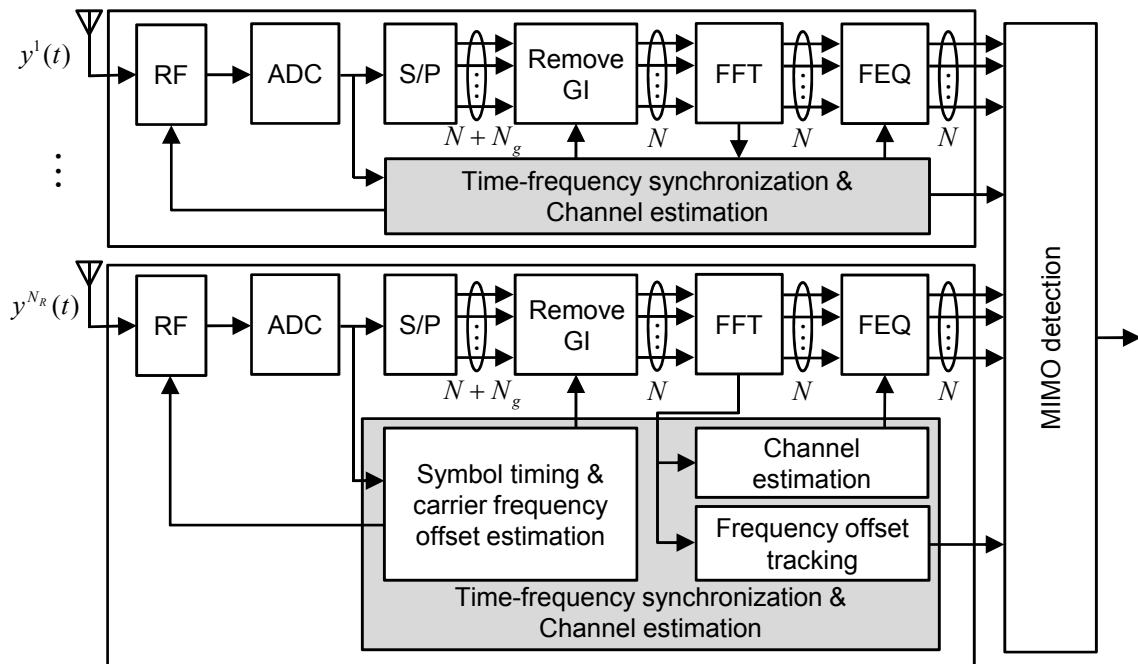 y^1(t)
RF
ADC
S/P
Remove
GI
FFT
FEQ
N + N_g
N
N
N
Time-frequency synchronization &
Channel estimation
y^{N_R}(t)
RF
ADC
S/P
Remove
GI
FFT
FEQ
N + N_g
N
N
N
Symbol timing &
carrier frequency
offset estimation
Channel
estimation
Frequency offset
tracking
Time-frequency synchronization &
Channel estimation
MIMO detection